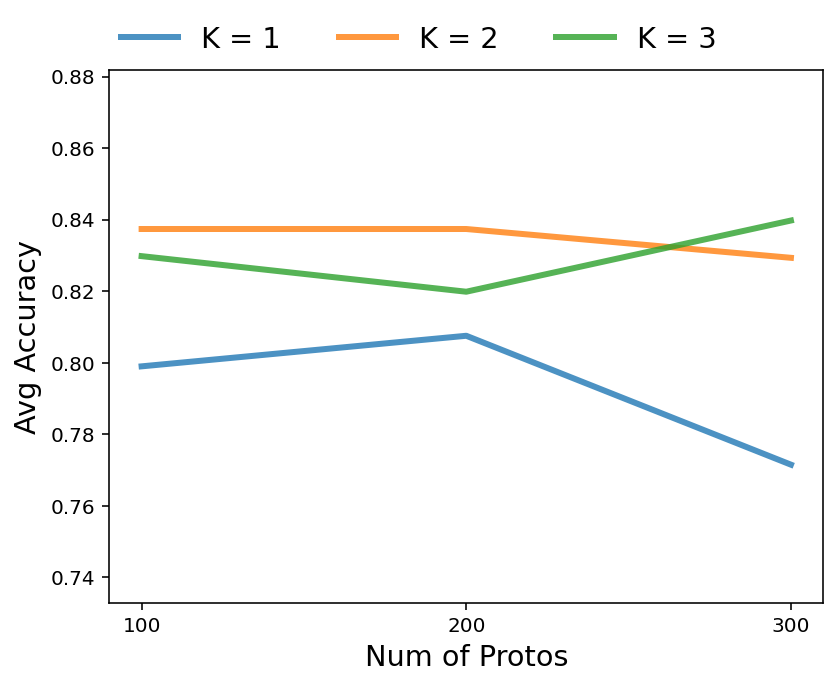 K = 1 K = 2 K = 3
0.88
0.86
0.84
0.82
0.80
0.78
0.76
0.74
Avg Accuracy
100 200 300
Num of Protos